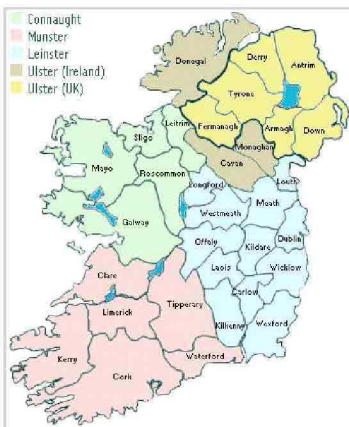 Connaught
Munster
Leinster
Ulster (Ireland)
Ulster (UK)
Donegal
Derry
Antrim
Tyrone
Fermanagh
Armagh
Down
Monaghan
Cavan
Leitrim
Sligo
Mayo
Roscommon
Longford
Louth
Meath
Westmeath
Galway
Offaly
Kildare
Dublin
Laois
Wicklow
Clare
Carlow
Tipperary
Limerick
Kilkenny
Wexford
Waterford
Kerry
Cork